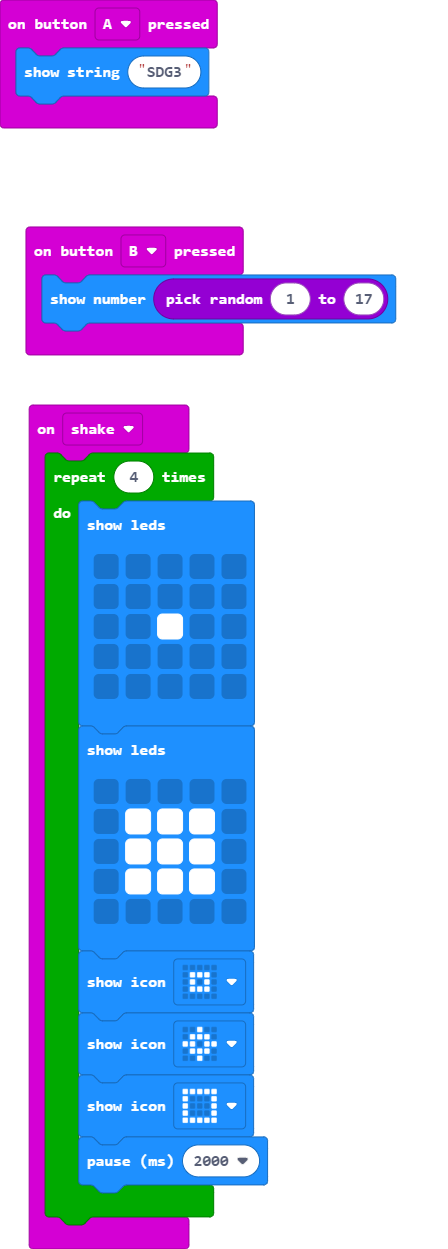 on button A pressed
show string "SDG3"
on button B pressed
show number pick random 1 to 17
on shake
repeat 4 times
do
show leds
show leds
show icon
show icon
show icon
pause (ms) 2000